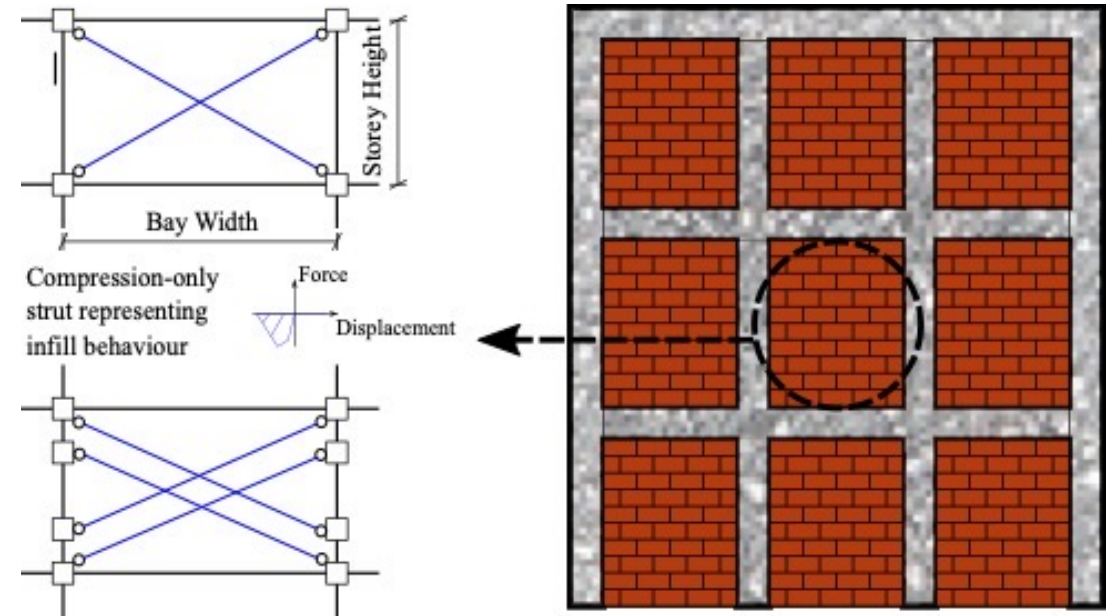 Storey Height
Bay Width
Compression-only
strut representing
infill behaviour
Force
Displacement